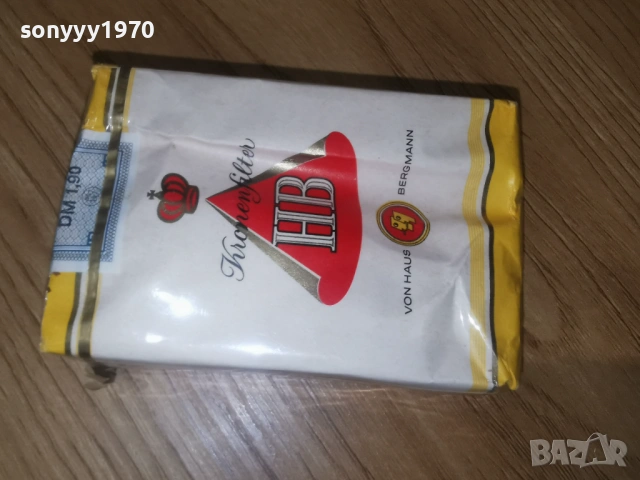 sonyyy1970
DM 1,90
Kronenfilter
HB
VON HAUS BERGMANN
BAZAR